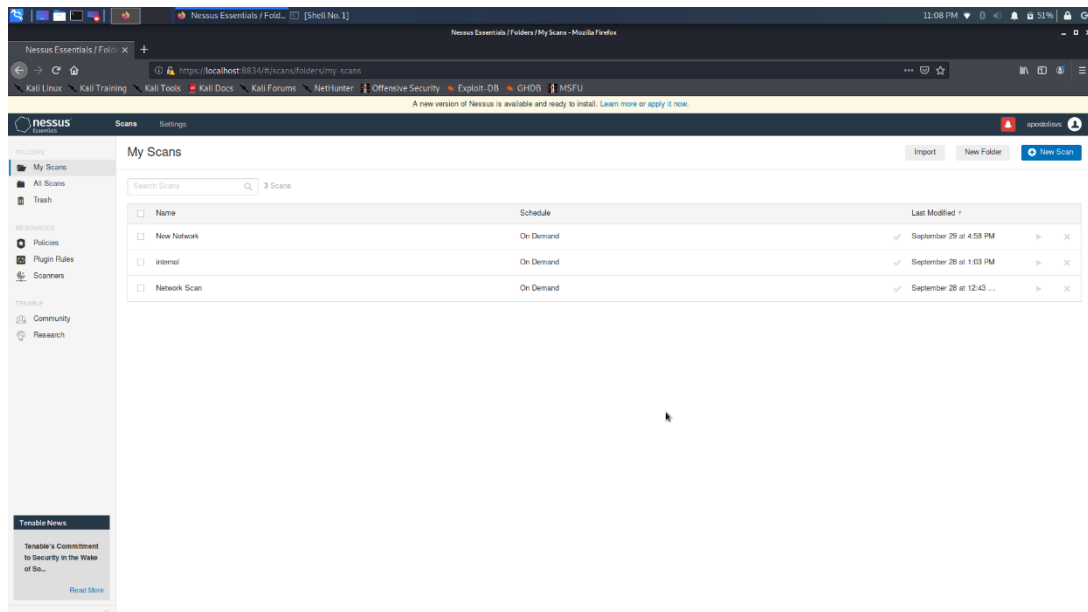 Nessus Essentials / Fold... [Shell No. 1] 11:08 PM 51%
Nessus Essentials / Folders / My Scans - Mozilla Firefox
Nessus Essentials / Fold
https://localhost:8834/#/scans/folders/my-scans
Kali Linux Kali Training Kali Tools Kali Docs Kali Forums NetHunter Offensive Security Exploit-DB GHDB MSFU
A new version of Nessus is available and ready to install. Learn more or apply it now.
nessus Essentials Scans Settings apostolisvs
FOLDERS
My Scans
All Scans
Trash
RESOURCES
Policies
Plugin Rules
Scanners
TENABLE
Community
Research
Tenable News
Tenable's Commitment
to Security in the Wake
of So...
Read More
My Scans Import New Folder New Scan
Search Scans 3 Scans
Name Schedule Last Modified
New Network On Demand September 29 at 4:58 PM
internal On Demand September 28 at 1:03 PM
Network Scan On Demand September 28 at 12:43 ...